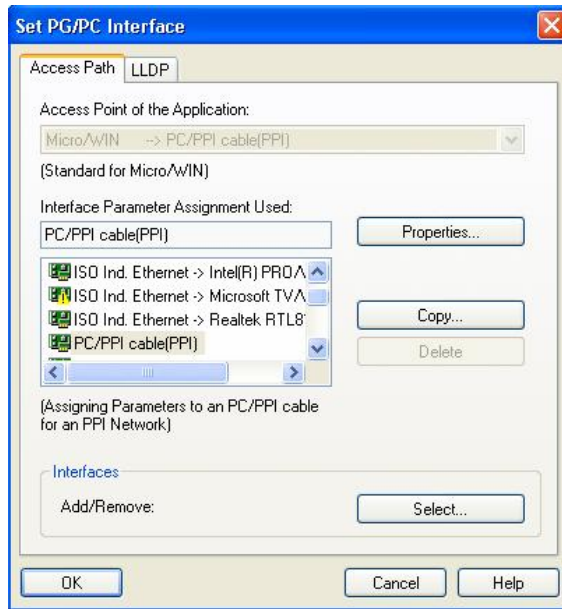 Set PG/PC Interface
Access Path LLDP
Access Point of the Application:
Micro/WIN --> PC/PPI cable(PPI)
(Standard for Micro/WIN)
Interface Parameter Assignment Used:
PC/PPI cable(PPI)
Properties...
ISO Ind. Ethernet -> Intel(R) PRO/
ISO Ind. Ethernet -> Microsoft TV/
ISO Ind. Ethernet -> Realtek RTL8
PC/PPI cable(PPI)
Copy...
Delete
(Assigning Parameters to an PC/PPI cable
for an PPI Network)
Interfaces
Add/Remove:
Select...
OK
Cancel
Help